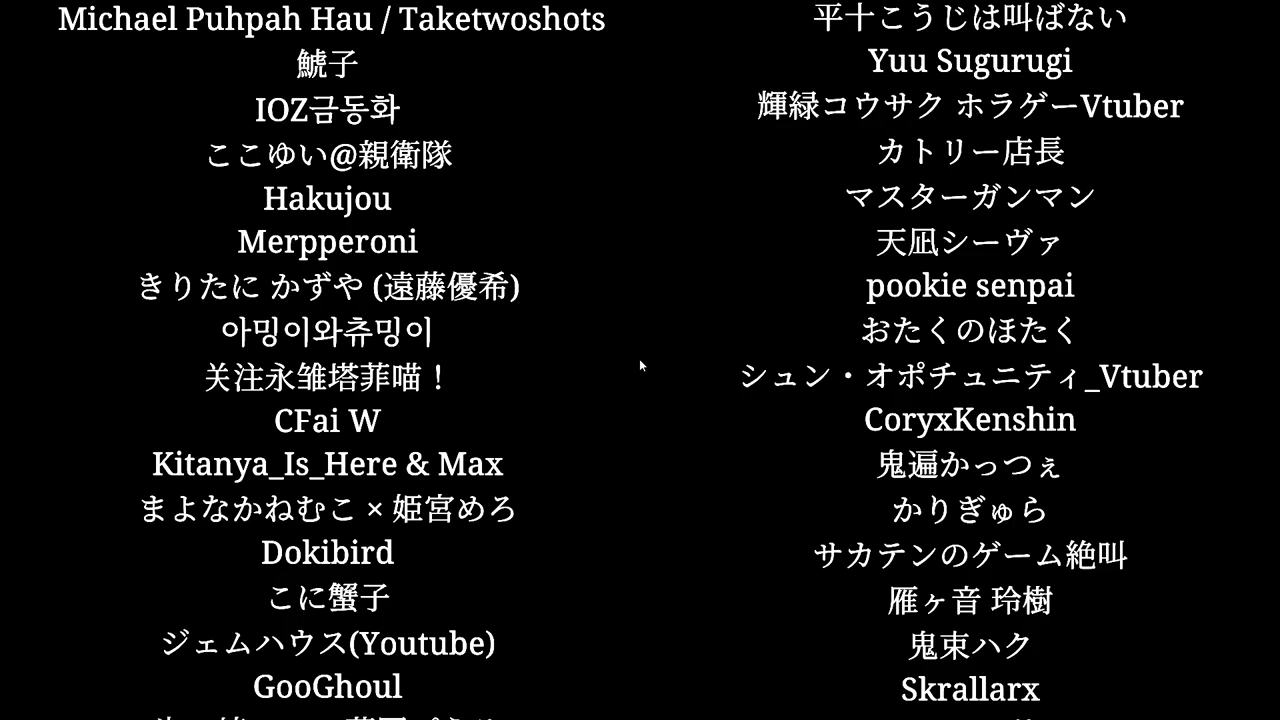 Michael Puhpah Hau / Taketwoshots
鯱子
IOZ금동화
ここゆい@親衛隊
Hakujou
Merpperoni
きりたに かずや (遠藤優希)
아밍이와츄밍이
关注永雏塔菲喵！
CFai W
Kitanya_Is_Here & Max
まよなかねむこ × 姫宮めろ
Dokibird
こに蟹子
ジェムハウス(Youtube)
GooGhoul
平十こうじは叫ばない
Yuu Sugurugi
輝緑コウサク ホラゲーVtuber
カトリー店長
マスターガンマン
天凪シーヴァ
pookie senpai
おたくのほたく
シュン・オポチュニティ_Vtuber
CoryxKenshin
鬼遍かっつぇ
かりぎゅら
サカテンのゲーム絶叫
雁ヶ音 玲樹
鬼束ハク
Skrallarx